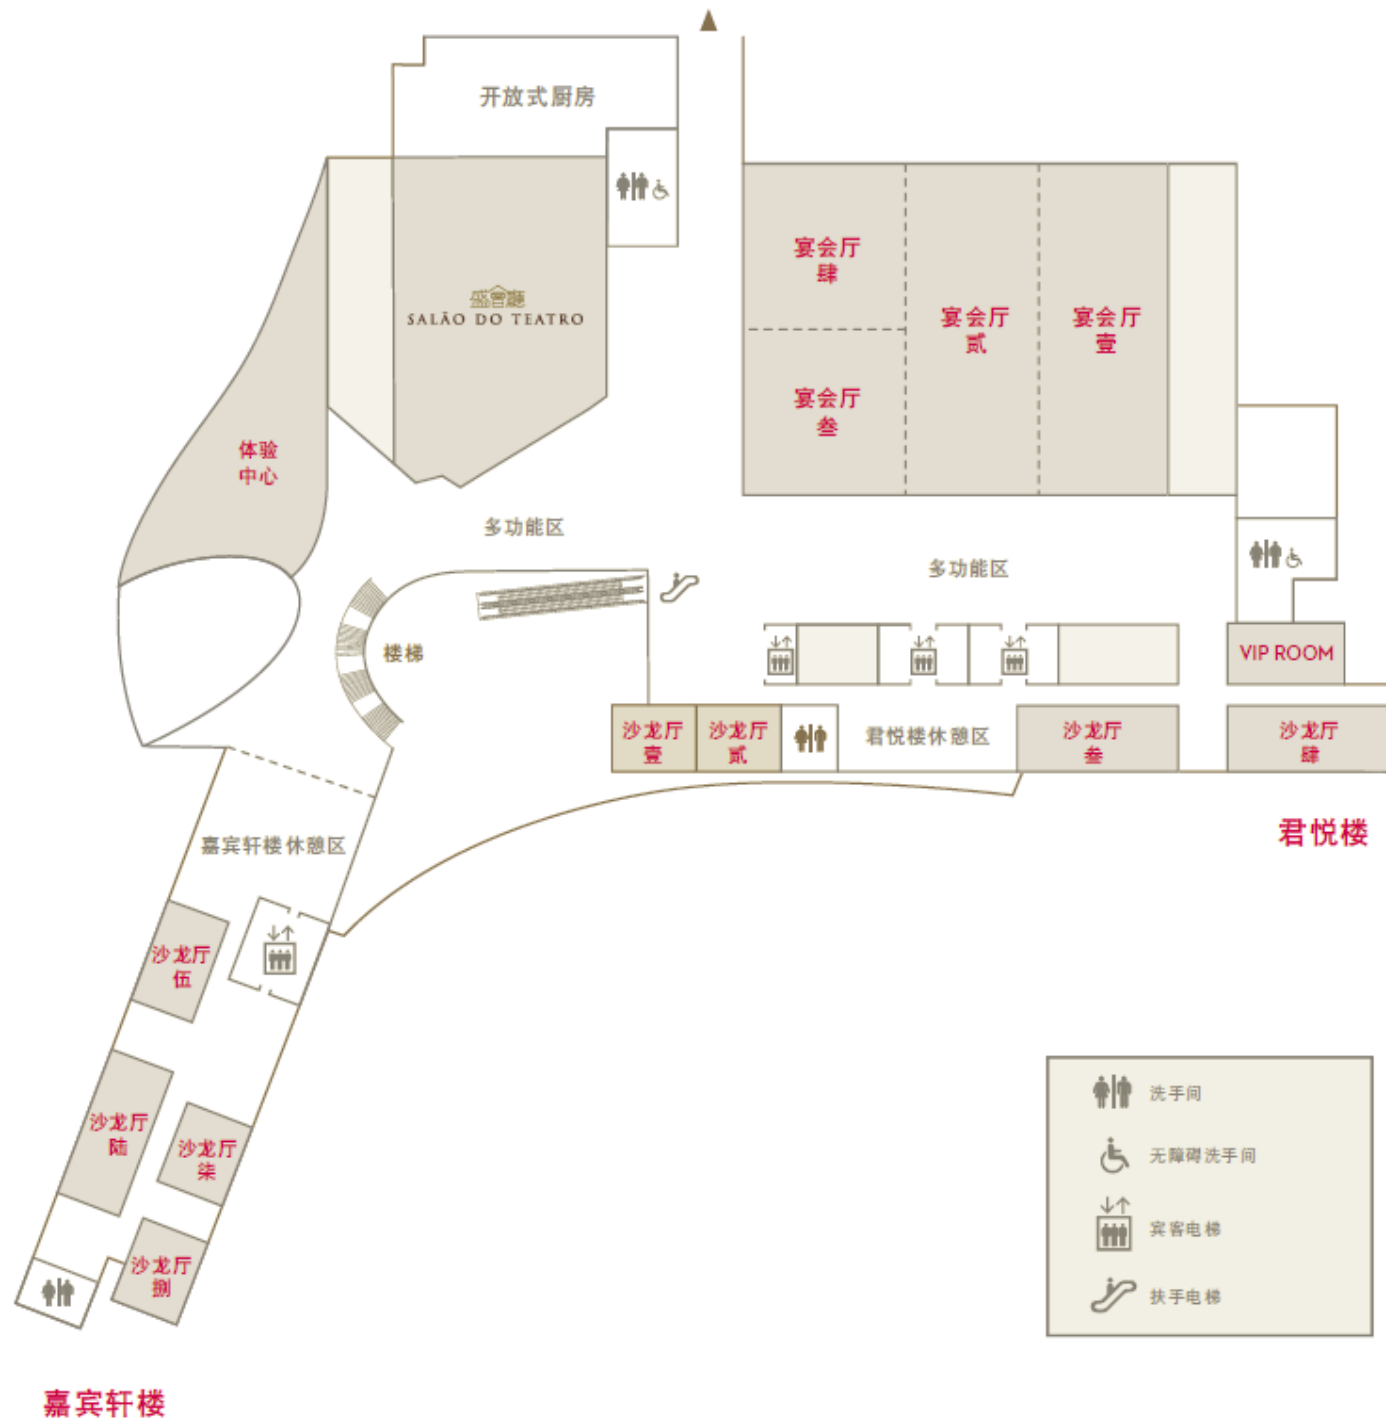 开放式厨房
盛會廳
SALÃO DO TEATRO
宴会厅
肆
宴会厅
叁
宴会厅
贰
宴会厅
壹
体验
中心
多功能区
多功能区
楼梯
VIP ROOM
沙龙厅
壹
沙龙厅
贰
君悦楼休憩区
沙龙厅
叁
沙龙厅
肆
君悦楼
嘉宾轩楼休憩区
沙龙厅
伍
沙龙厅
陆
沙龙厅
柒
沙龙厅
捌
嘉宾轩楼
洗手间
无障碍洗手间
宾客电梯
扶手电梯